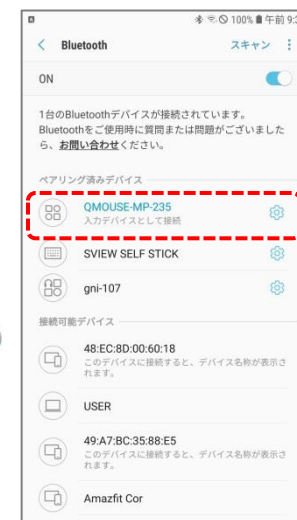 100% 午前 9:3
Bluetooth スキャン
ON
1台のBluetoothデバイスが接続されています。
Bluetoothをご使用時に質問または問題がございました
ら、お問い合わせください。
ペアリング済みデバイス
QMOUSE-MP-235
入力デバイスとして接続
SVIEW SELF STICK
gni-107
接続可能デバイス
48:EC:8D:00:60:18
このデバイスに接続すると、デバイス名称が表示さ
れます。
USER
49:A7:BC:35:88:E5
このデバイスに接続すると、デバイス名称が表示さ
れます。
Amazfit Cor